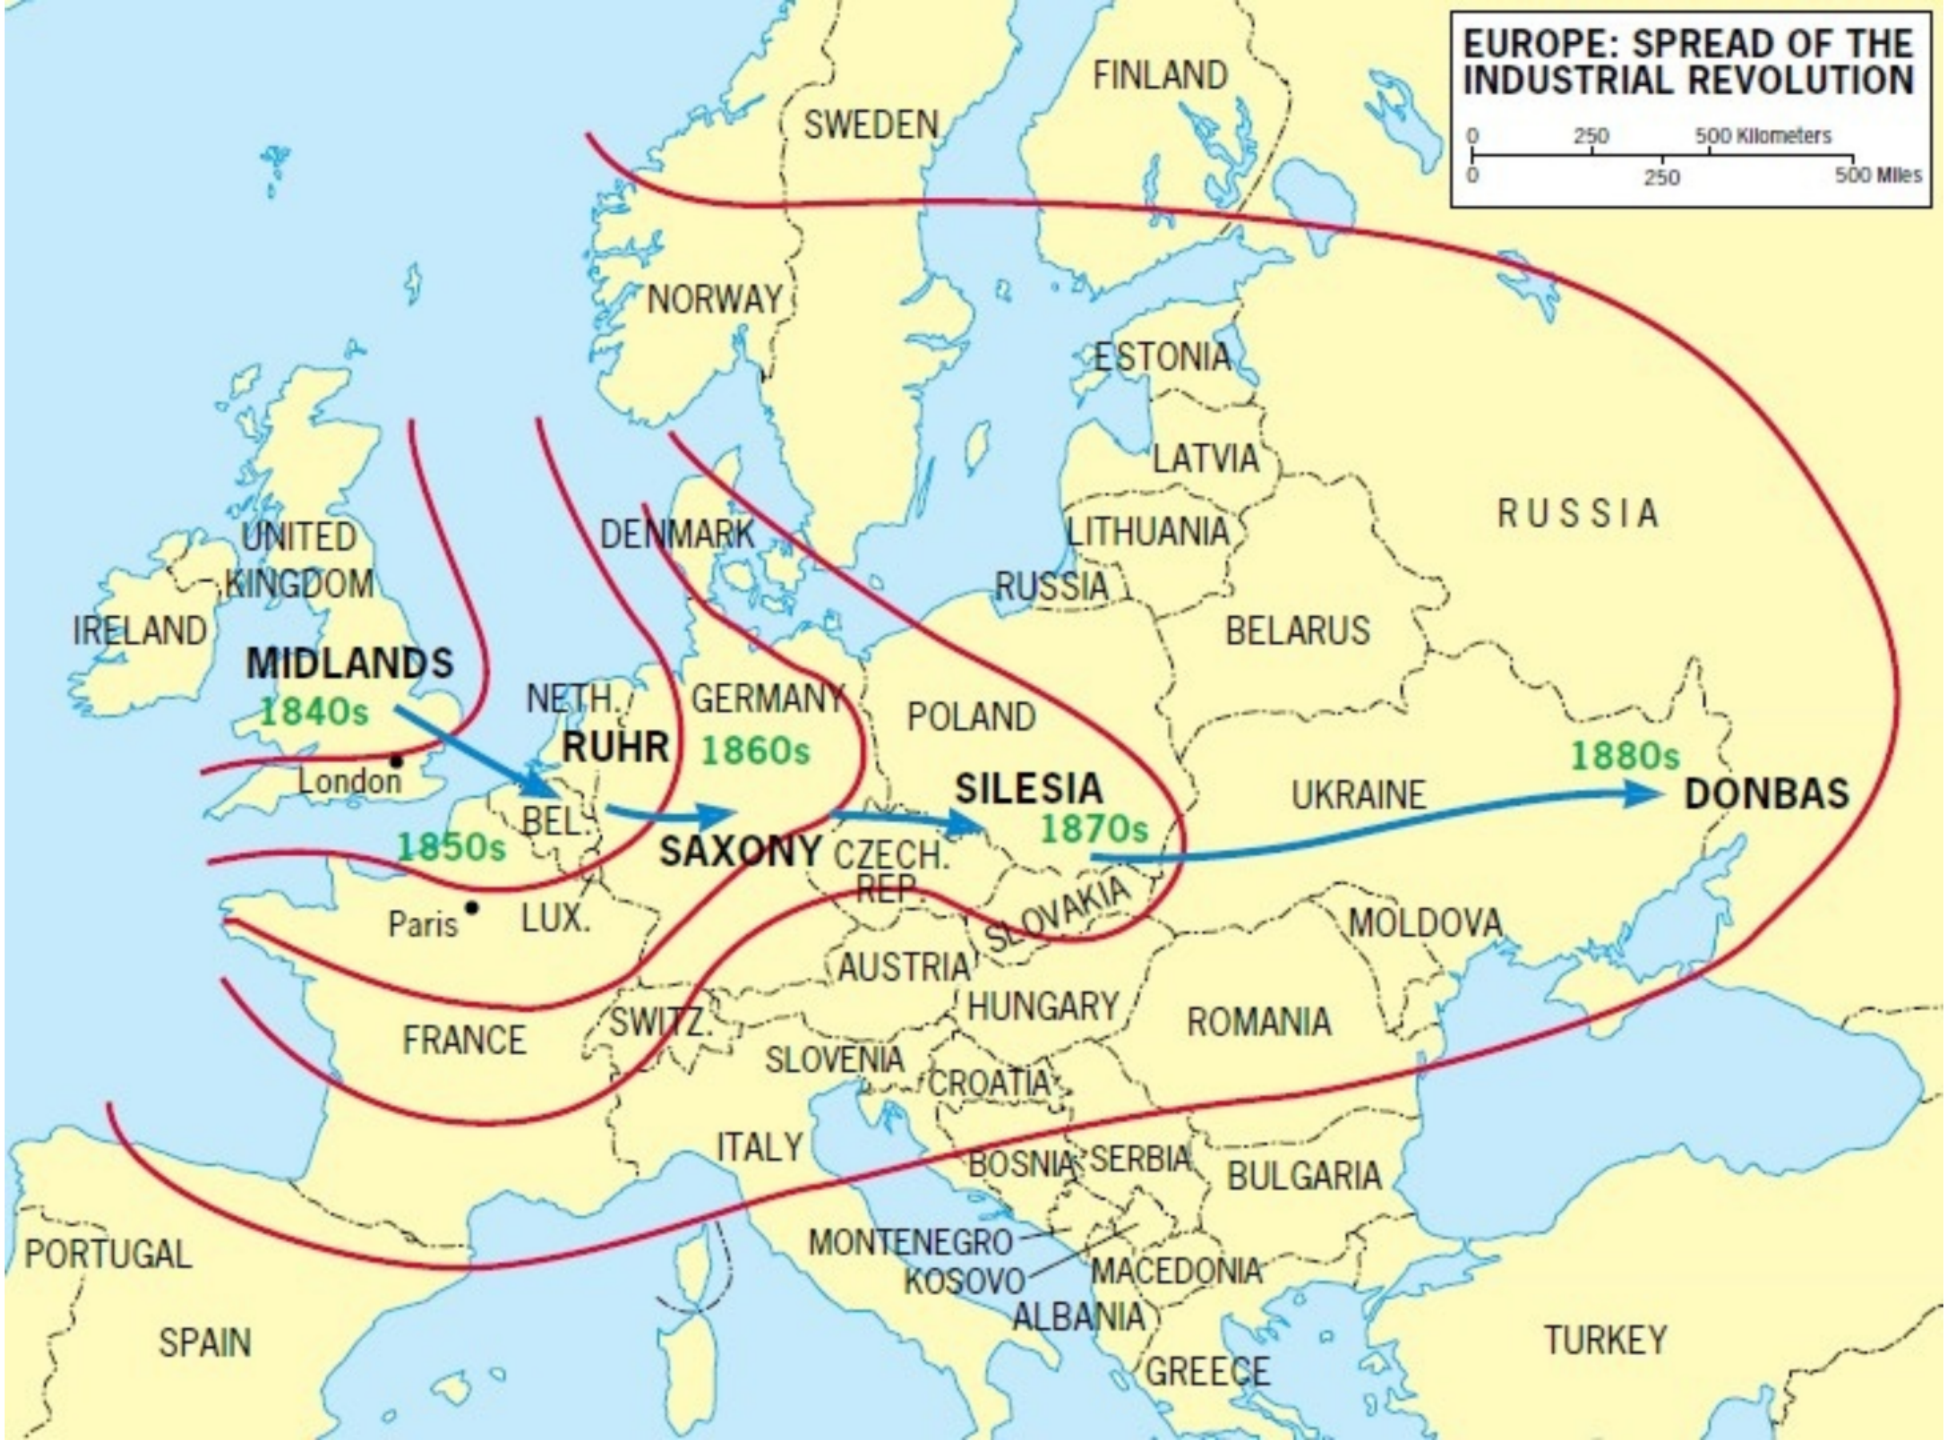 EUROPE: SPREAD OF THE
INDUSTRIAL REVOLUTION
0 250 500 Kilometers
0 250 500 Miles
FINLAND
SWEDEN
NORWAY
ESTONIA
LATVIA
RUSSIA
UNITED
KINGDOM
DENMARK
LITHUANIA
RUSSIA
IRELAND
BELARUS
MIDLANDS
1840s
NETH.
GERMANY
POLAND
RUHR
1860s
1880s
London
SILESIA
UKRAINE
DONBAS
BEL.
1870s
1850s
SAXONY
CZECH.
REP.
SLOVAKIA
Paris
LUX.
MOLDOVA
AUSTRIA
HUNGARY
FRANCE
SWITZ.
ROMANIA
SLOVENIA
CROATIA
ITALY
BOSNIA
SERBIA
BULGARIA
PORTUGAL
MONTENEGRO
KOSOVO
MACEDONIA
ALBANIA
SPAIN
GREECE
TURKEY